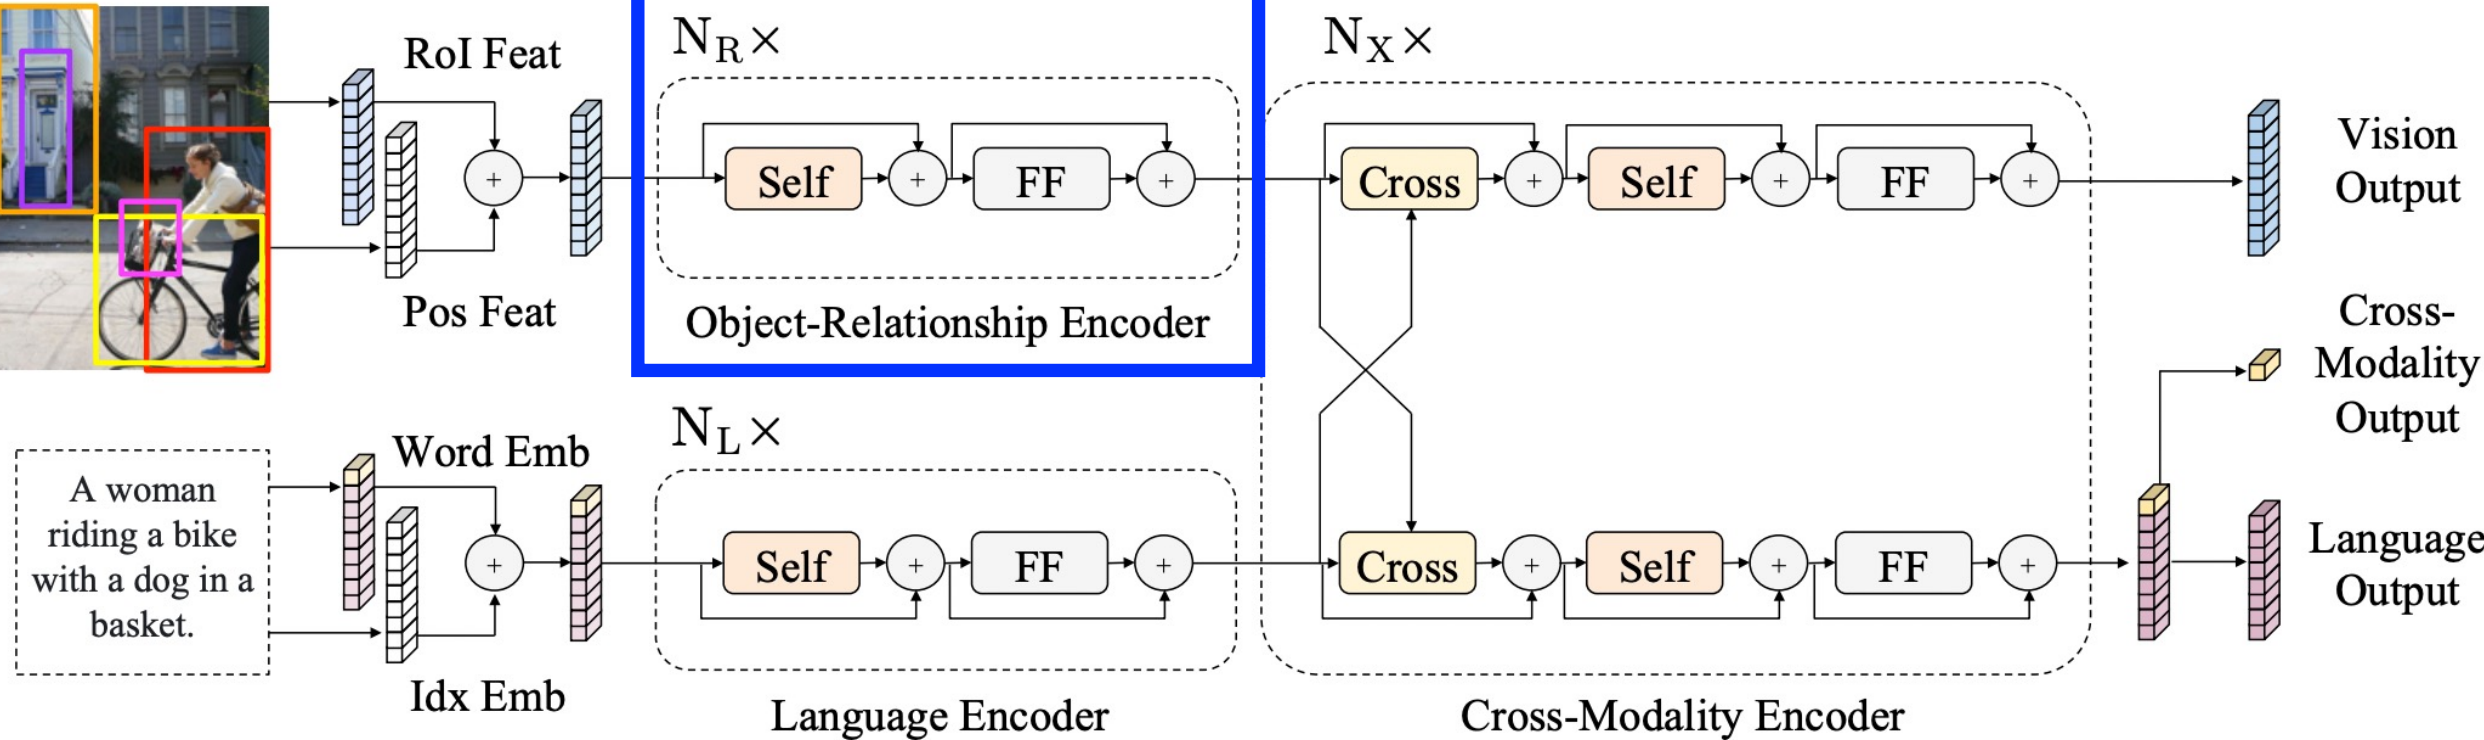 RoI Feat
Pos Feat
+
N_R×
Self
+
FF
+
Object-Relationship Encoder
N_X×
Cross
+
Self
+
FF
+
Vision
Output
Cross-
Modality
Output
A woman
riding a bike
with a dog in a
basket.
Word Emb
Idx Emb
+
N_L×
Self
+
FF
+
Language Encoder
Cross
+
Self
+
FF
+
Cross-Modality Encoder
Language
Output